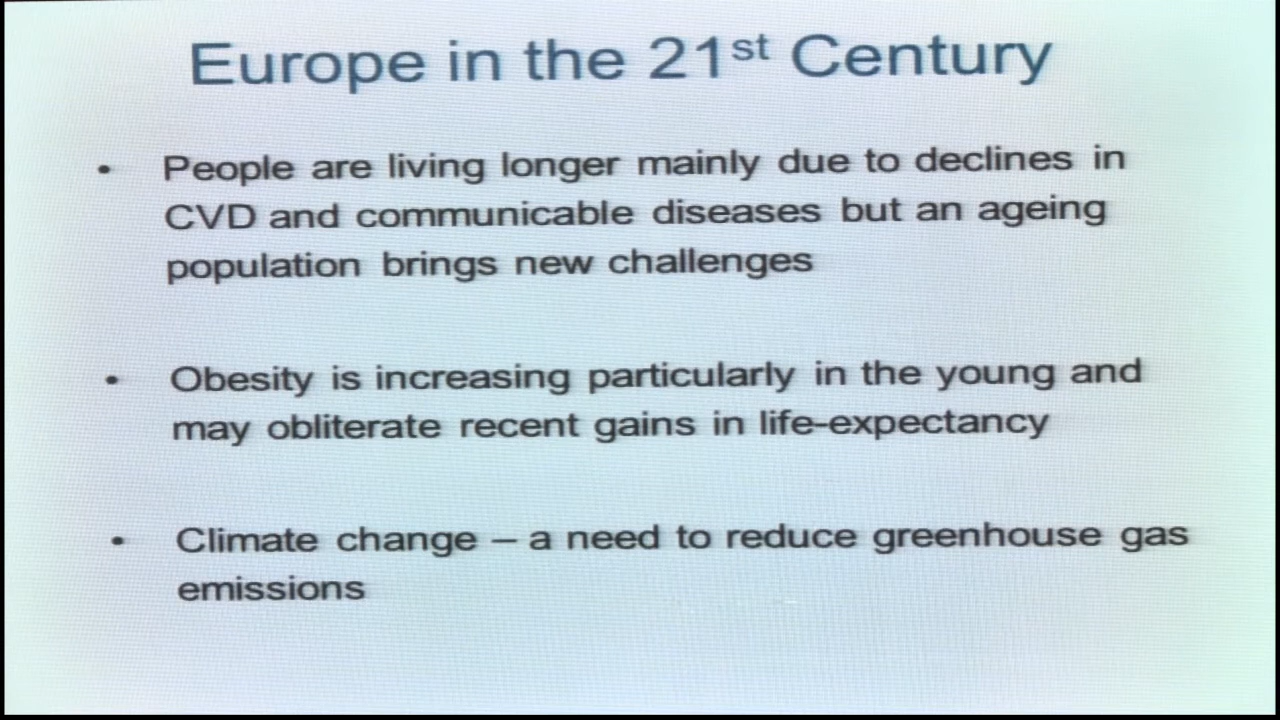 Europe in the 21st Century
• People are living longer mainly due to declines in
CVD and communicable diseases but an ageing
population brings new challenges
• Obesity is increasing particularly in the young and
may obliterate recent gains in life-expectancy
• Climate change – a need to reduce greenhouse gas
emissions